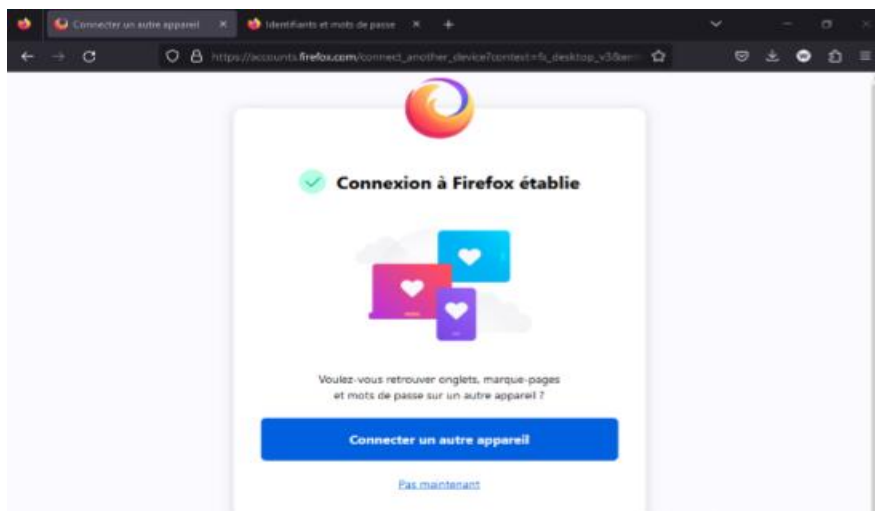 Connecter un autre appareil
Identifiants et mots de passe
https://accounts.firefox.com/connect_another_device?context=fx_desktop_v3&
Connexion à Firefox établie
Voulez-vous retrouver onglets, marque-pages
et mots de passe sur un autre appareil ?
Connecter un autre appareil
Pas maintenant